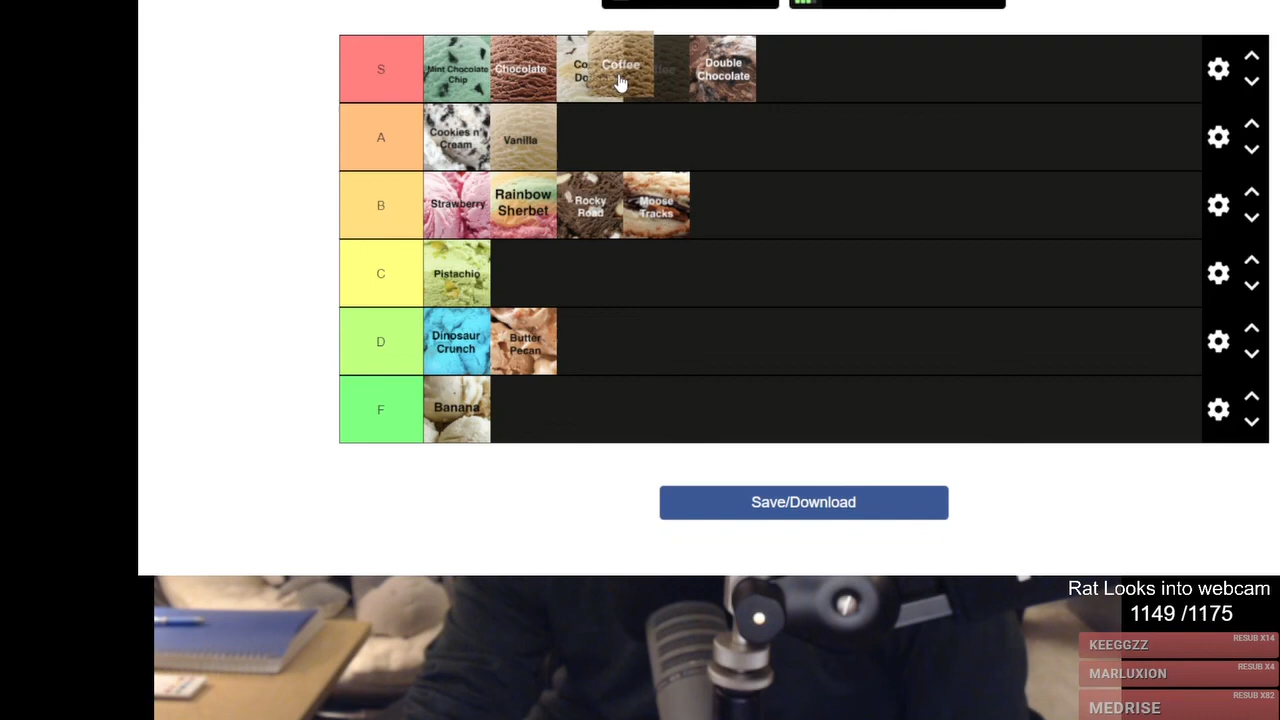 S
Mint Chocolate
Chip
Chocolate
Co
Do
Coffee
Double
Chocolate
A
Cookies n'
Cream
Vanilla
B
Strawberry
Rainbow
Sherbet
Rocky
Road
Moose
Tracks
C
Pistachio
D
Dinosaur
Crunch
Butter
Pecan
F
Banana
Save/Download
Rat Looks into webcam
1149 /1175
KEEGGZZ RESUB X14
MARLUXION RESUB X4
MEDRISE RESUB X82